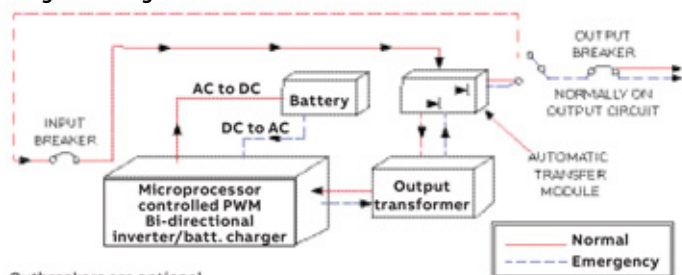 OUTPUT
BREAKER
NORMALLY ON
OUTPUT CIRCUIT
AC to DC
Battery
DC to AC
INPUT
BREAKER
AUTOMATIC
TRANSFER
MODULE
Microprocessor
controlled PWM
Bi-directional
inverter/batt. charger
Output
transformer
Normal
Emergency